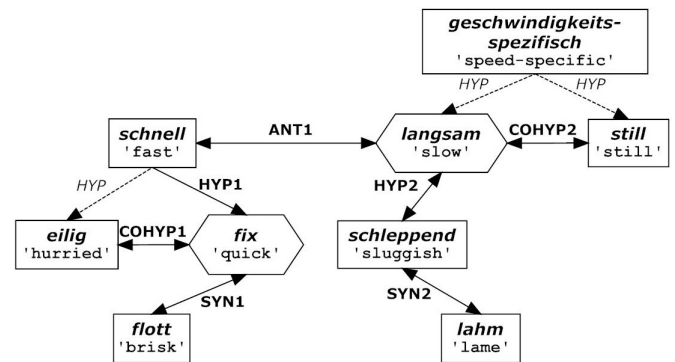 geschwindigkeits-
spezifisch
'speed-specific'
HYP
HYP
schnell
'fast'
ANT1
langsam
'slow'
COHYP2
still
'still'
HYP
HYP1
HYP2
eilig
'hurried'
COHYP1
fix
'quick'
schleppend
'sluggish'
SYN1
SYN2
flott
'brisk'
lahm
'lame'